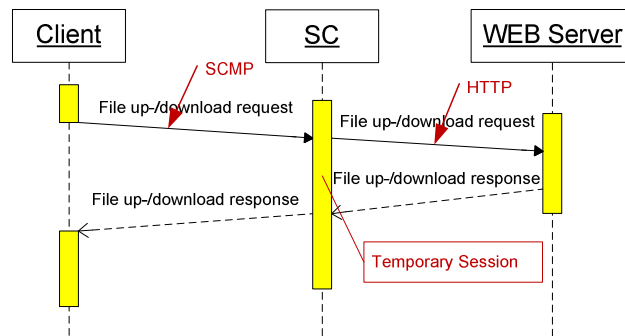 Client
SC
WEB Server
SCMP
HTTP
File up-/download request
File up-/download request
File up-/download response
File up-/download response
Temporary Session